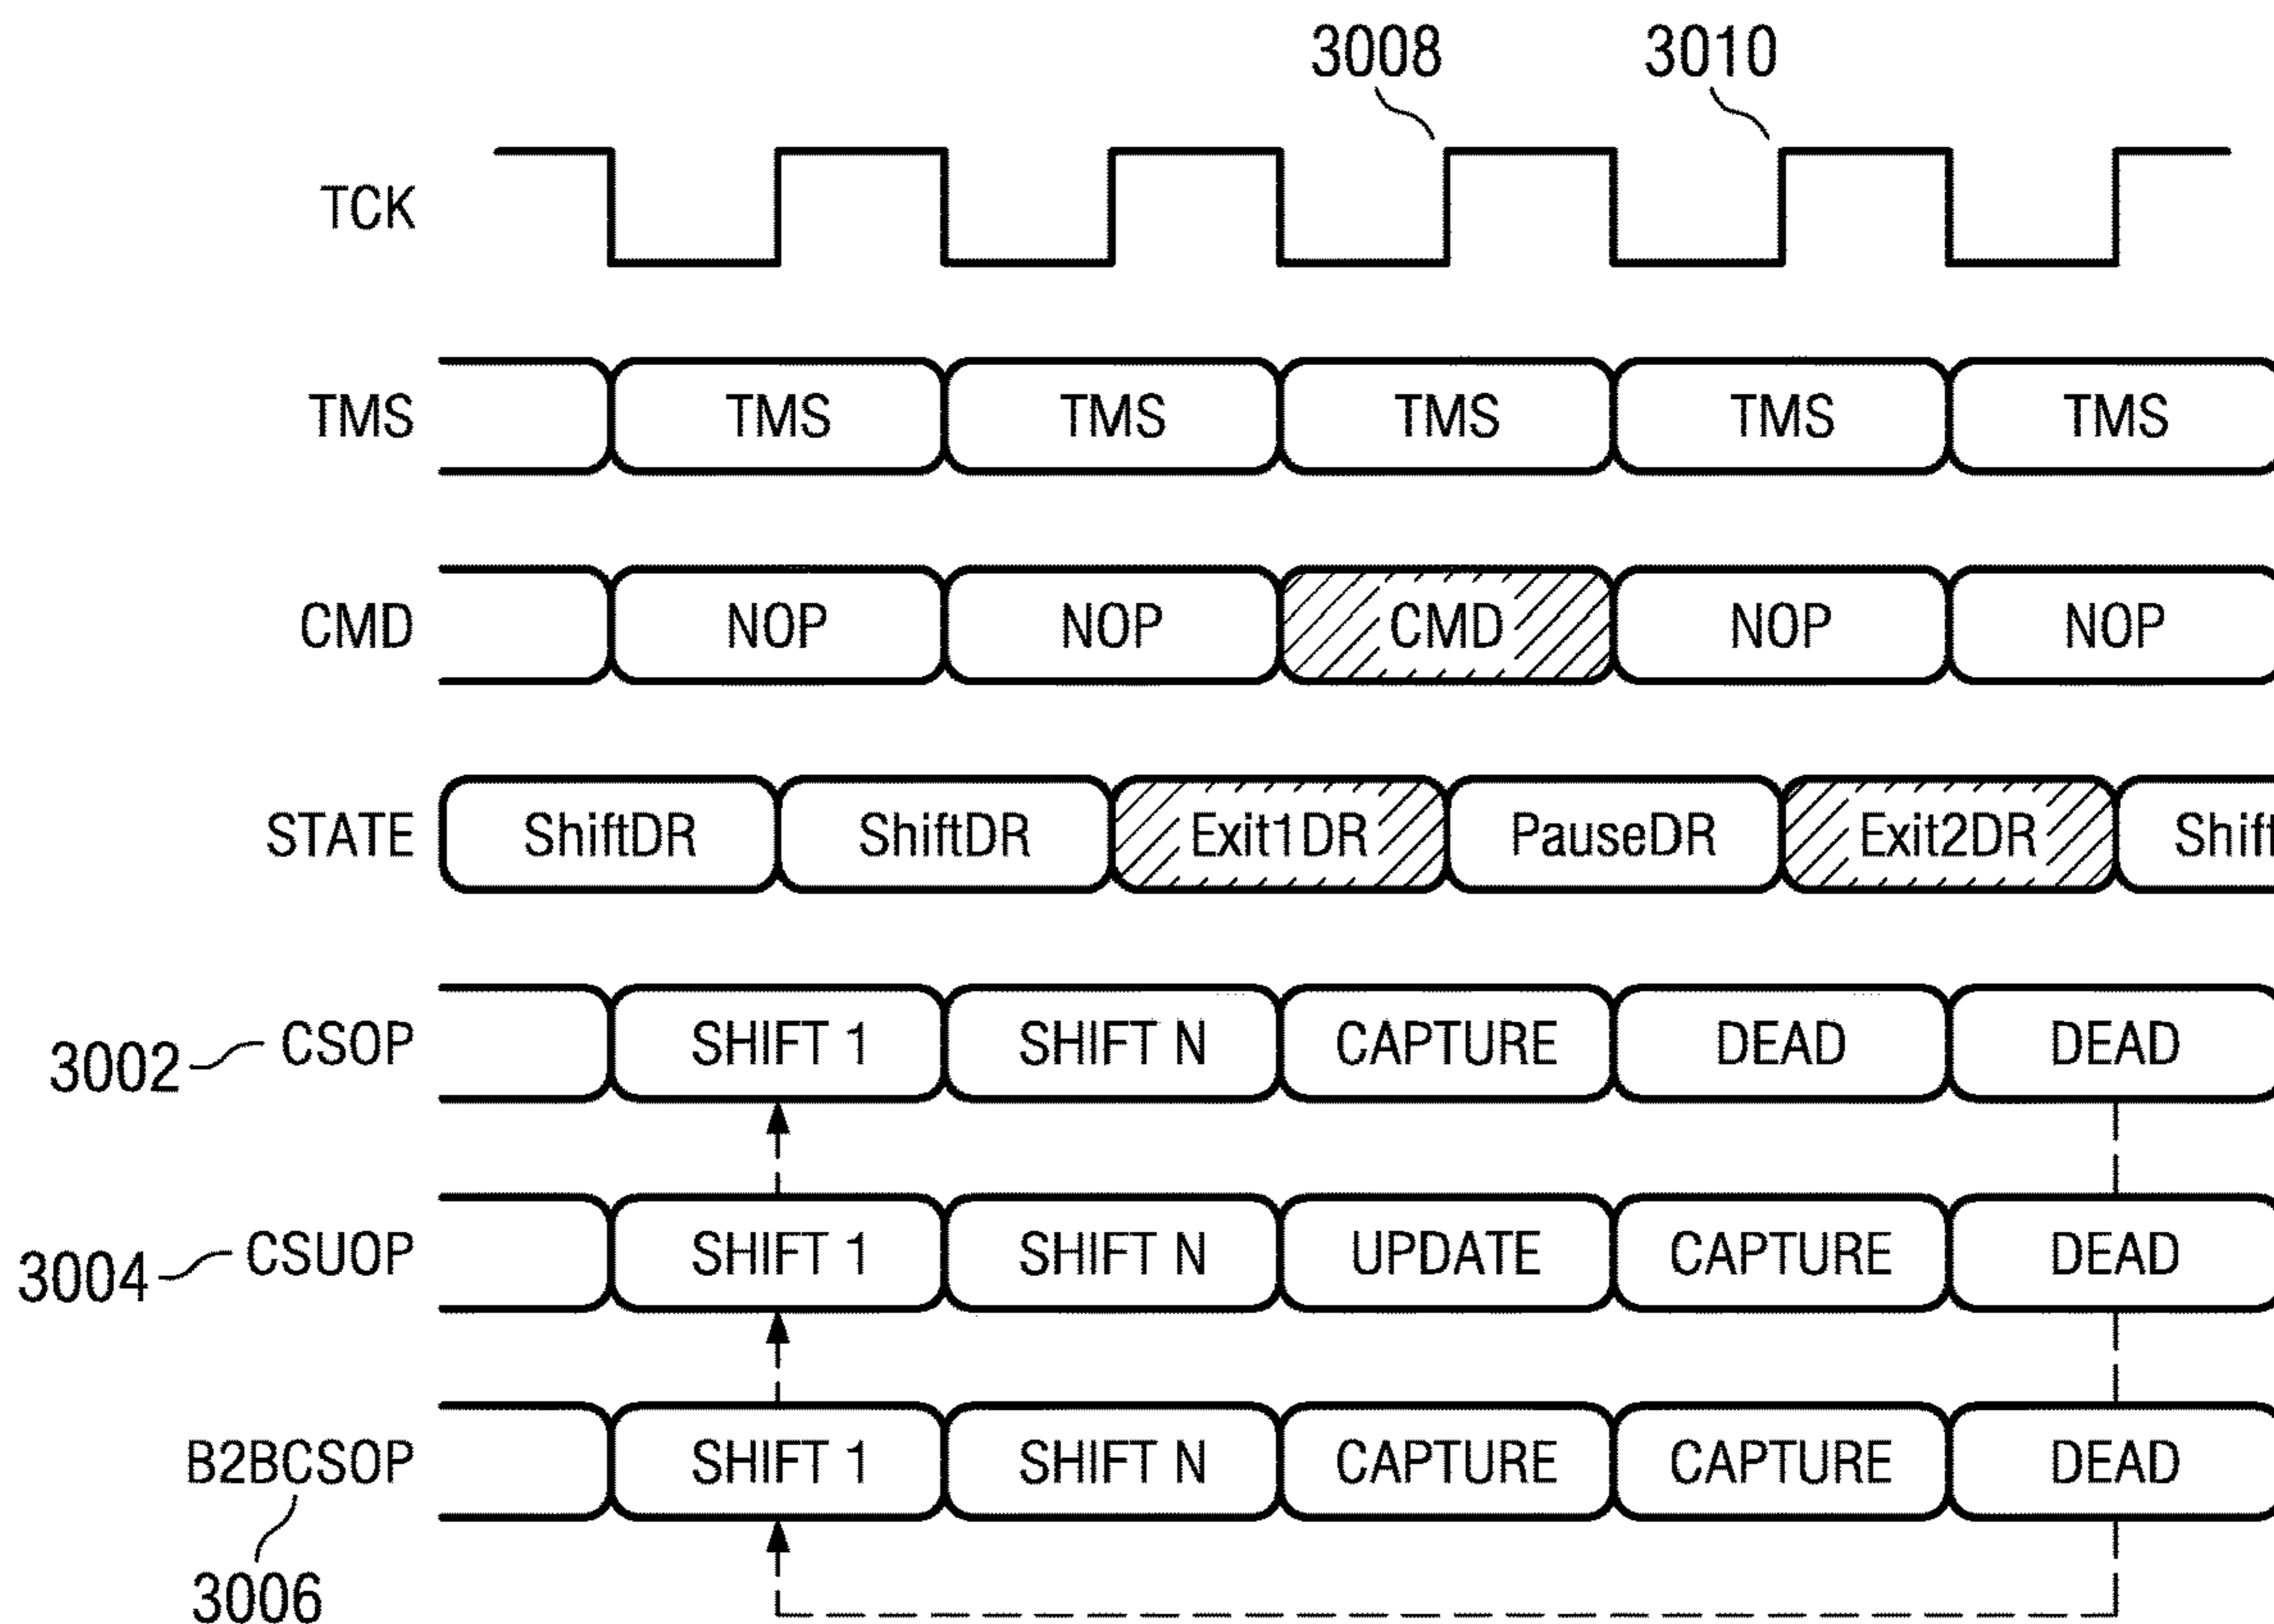 3008 3010
TCK
TMS TMS TMS TMS TMS TMS
CMD NOP NOP CMD NOP NOP
STATE ShiftDR ShiftDR Exit1DR PauseDR Exit2DR Shift
3002 CSOP SHIFT 1 SHIFT N CAPTURE DEAD DEAD
3004 CSUOP SHIFT 1 SHIFT N UPDATE CAPTURE DEAD
B2BCSOP SHIFT 1 SHIFT N CAPTURE CAPTURE DEAD
3006